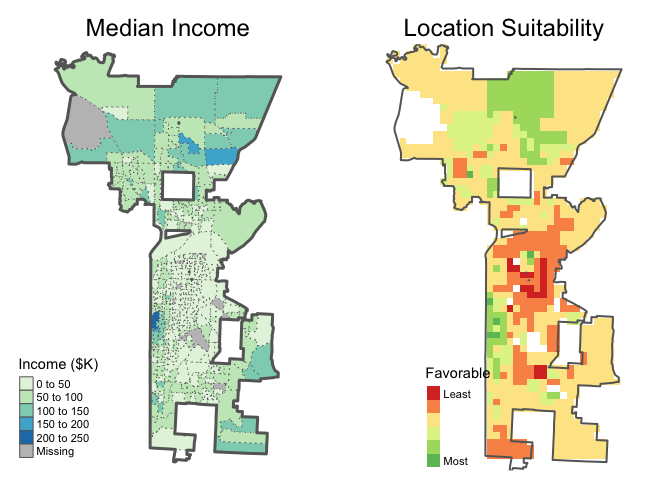 Median Income
Location Suitability
Income ($K)
0 to 50
50 to 100
100 to 150
150 to 200
200 to 250
Missing
Favorable
Least
Most